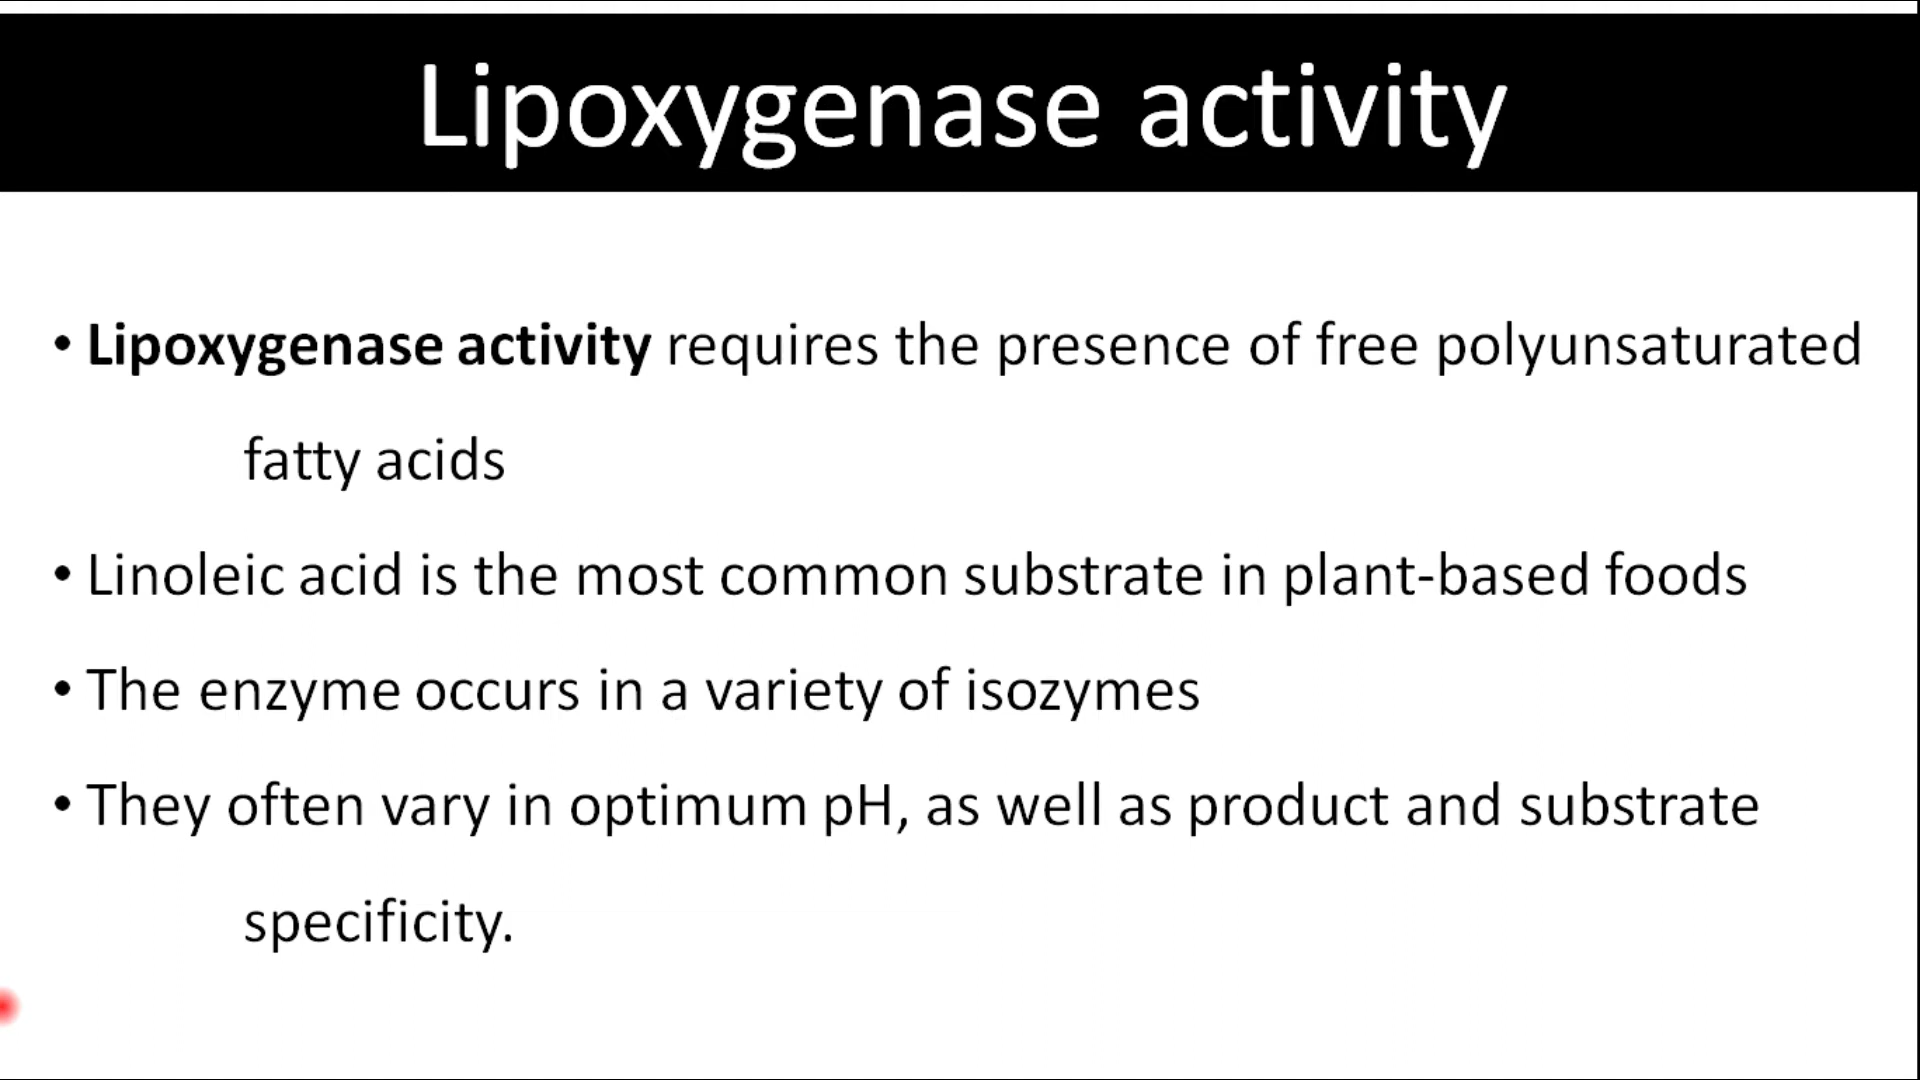 Lipoxygenase activity
• Lipoxygenase activity requires the presence of free polyunsaturated
fatty acids
• Linoleic acid is the most common substrate in plant-based foods
• The enzyme occurs in a variety of isozymes
• They often vary in optimum pH, as well as product and substrate
specificity.